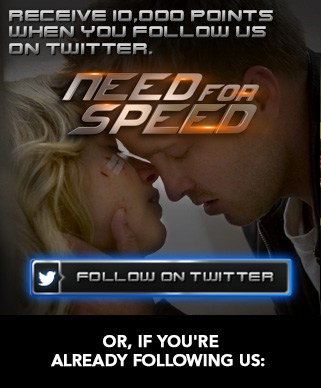 RECEIVE 10,000 POINTS
WHEN YOU FOLLOW US
ON TWITTER.
NEED FOR
SPEED
FOLLOW ON TWITTER
OR, IF YOU'RE
ALREADY FOLLOWING US: